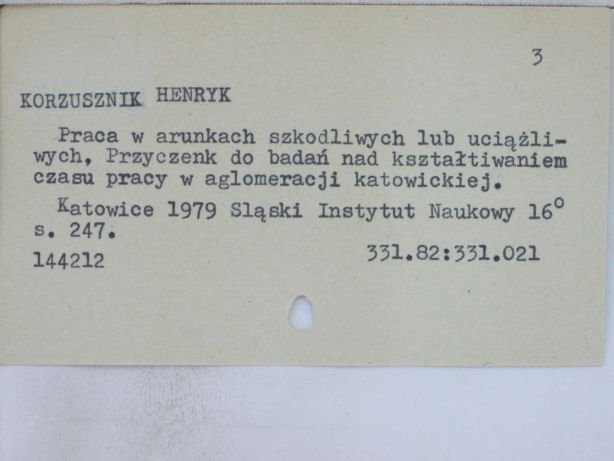 3
KORZUSZNIK HENRYK
Praca w arunkach szkodliwych lub uciążli-
wych, Przyczenk do badań nad kształtiwaniem
czasu pracy w aglomeracji katowickiej.
Katowice 1979 Sląski Instytut Naukowy 16°
s. 247.
144212 331.82:331.021